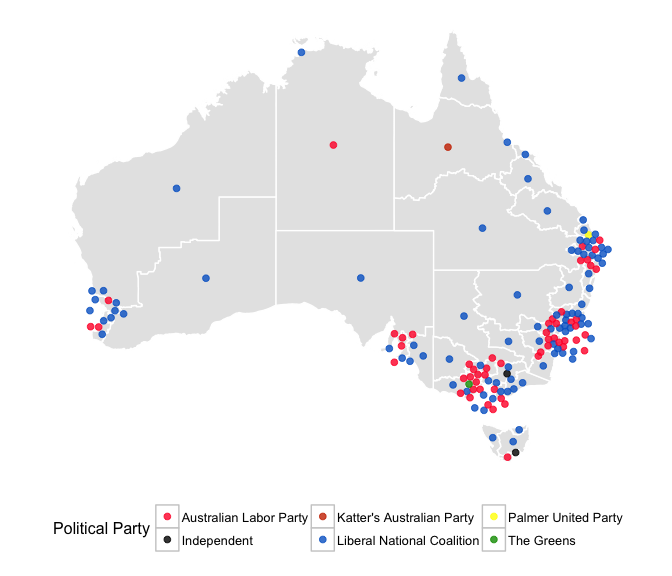 Political Party
Australian Labor Party Katter's Australian Party Palmer United Party
Independent Liberal National Coalition The Greens